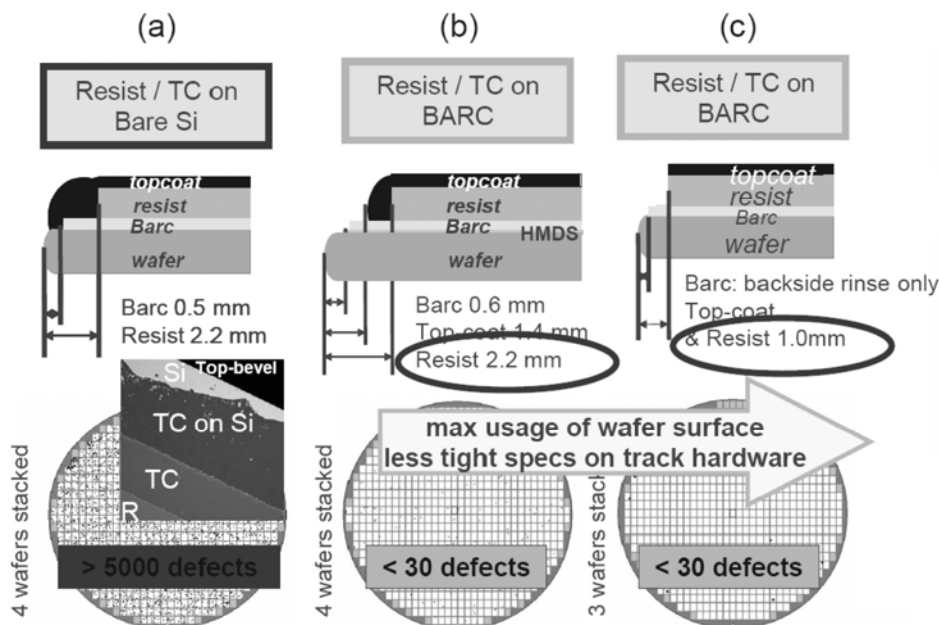 (a)
(b)
(c)
Resist / TC on
Bare Si
Resist / TC on
BARC
Resist / TC on
BARC
topcoat
resist
Barc
wafer
topcoat
resist
Barc
HMDS
wafer
topcoat
resist
Barc
wafer
Barc 0.5 mm
Resist 2.2 mm
Barc 0.6 mm
Top-coat 1.4 mm
Resist 2.2 mm
Barc: backside rinse only
Top-coat
& Resist 1.0mm
Top-bevel
Si
TC on Si
TC
R
max usage of wafer surface
less tight specs on track hardware
4 wafers stacked
> 5000 defects
4 wafers stacked
< 30 defects
3 wafers stacked
< 30 defects